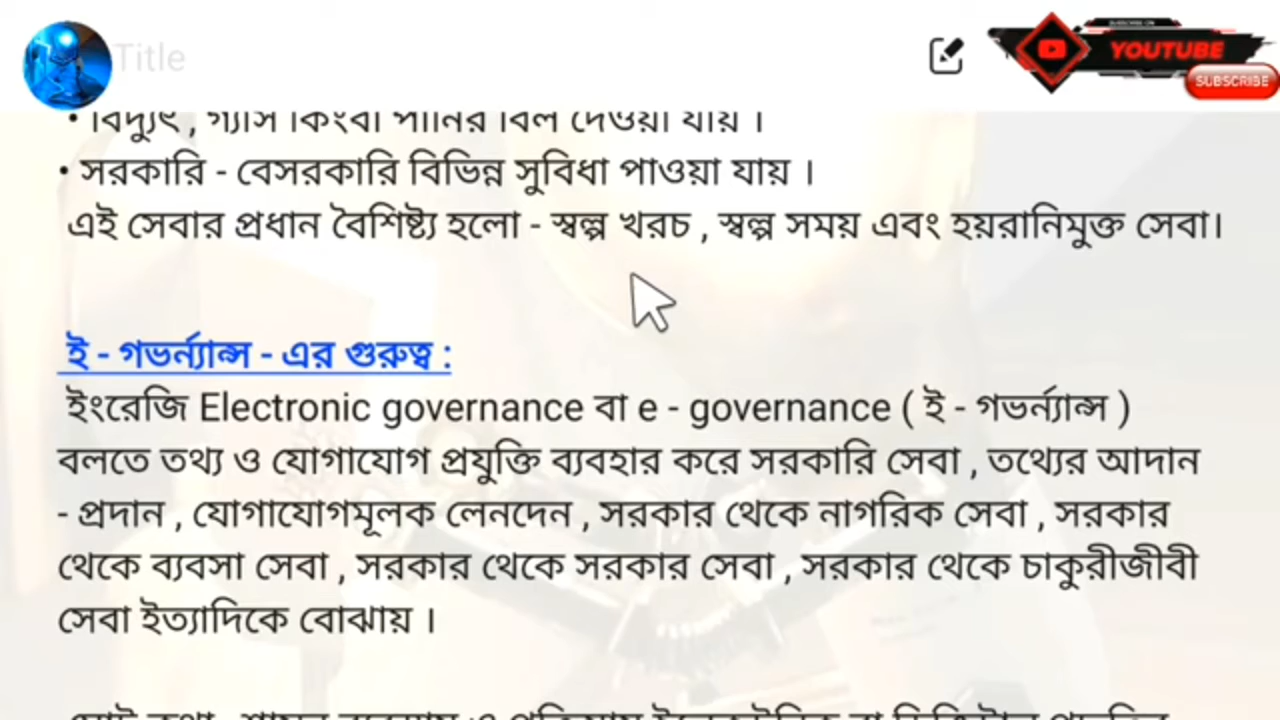 Title
YOUTUBE
SUBSCRIBE
• বিদ্যুৎ , গ্যাস কিংবা পানির বিল দেওয়া যায় ।
• সরকারি - বেসরকারি বিভিন্ন সুবিধা পাওয়া যায় ।
এই সেবার প্রধান বৈশিষ্ট্য হলো - স্বল্প খরচ , স্বল্প সময় এবং হয়রানিমুক্ত সেবা।
ই - গভর্ন্যান্স - এর গুরুত্ব :
ইংরেজি Electronic governance বা e - governance ( ই - গভর্ন্যান্স )
বলতে তথ্য ও যোগাযোগ প্রযুক্তি ব্যবহার করে সরকারি সেবা , তথ্যের আদান
- প্রদান , যোগাযোগমূলক লেনদেন , সরকার থেকে নাগরিক সেবা , সরকার
থেকে ব্যবসা সেবা , সরকার থেকে সরকার সেবা , সরকার থেকে চাকুরীজীবী
সেবা ইত্যাদিকে বোঝায় ।